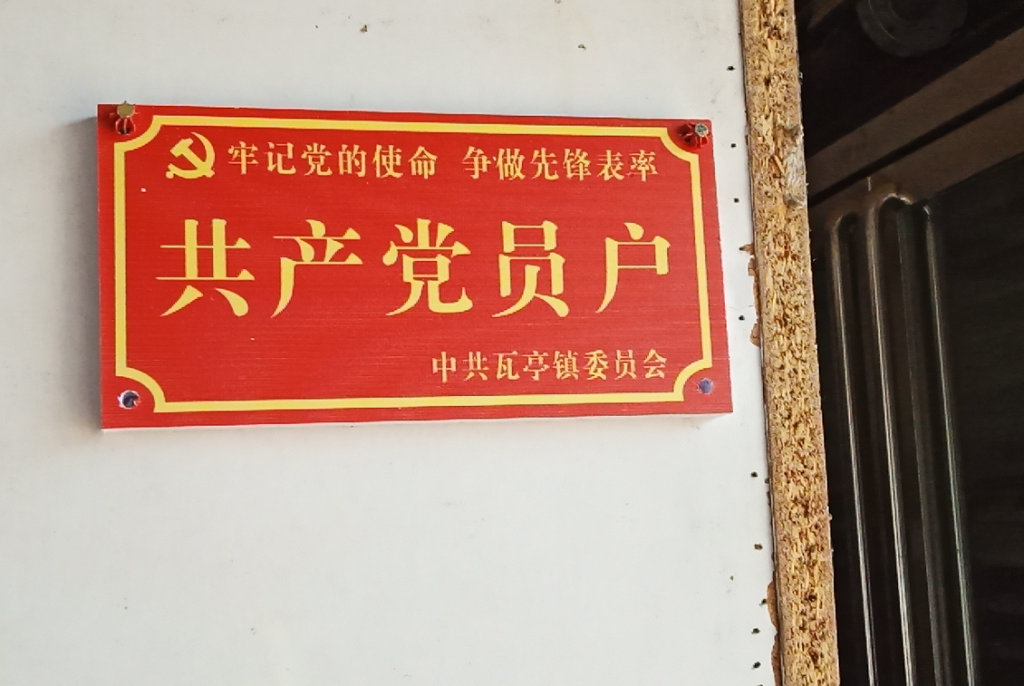 牢记党的使命 争做先锋表率
共产党员户
中共瓦亭镇委员会